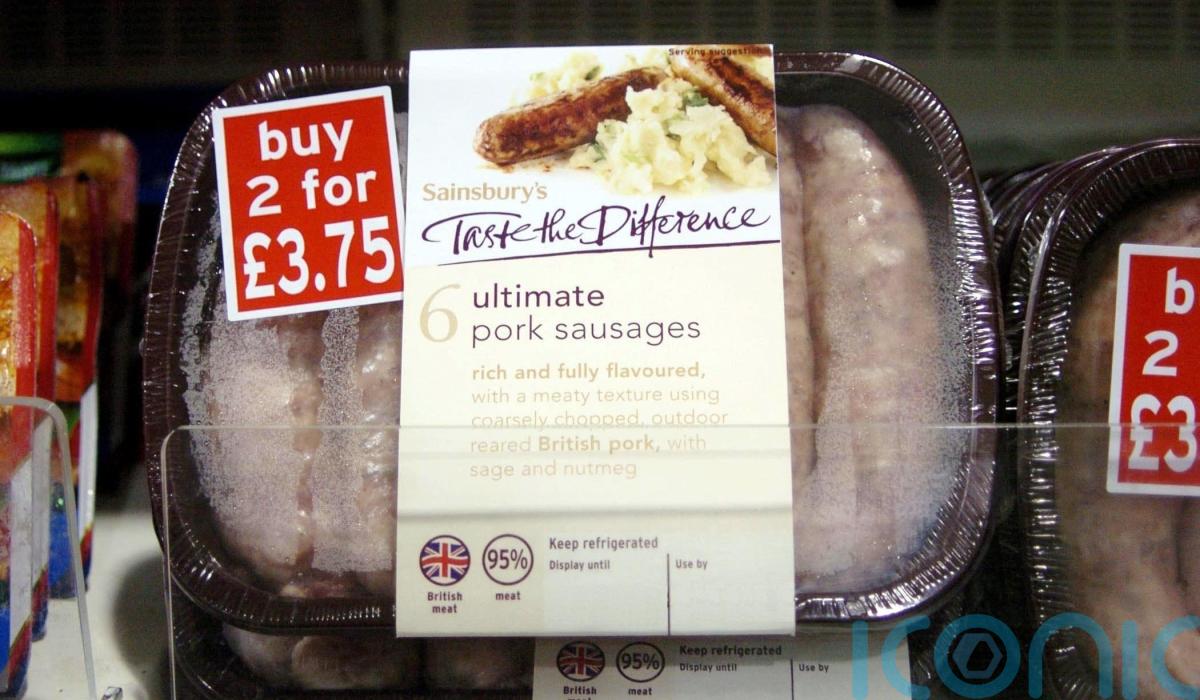 Serving suggestion
buy
2 for
£3.75
Sainsbury's
Taste the Difference
6 ultimate
pork sausages
rich and fully flavoured,
with a meaty texture using
coarsely chopped, outdoor
reared British pork, with
sage and nutmeg
British
meat
95%
meat
Keep refrigerated
Display until
Use by
b
2
£3
British
95%
meat
Keep refrigerated
Display until
Use by
iconic